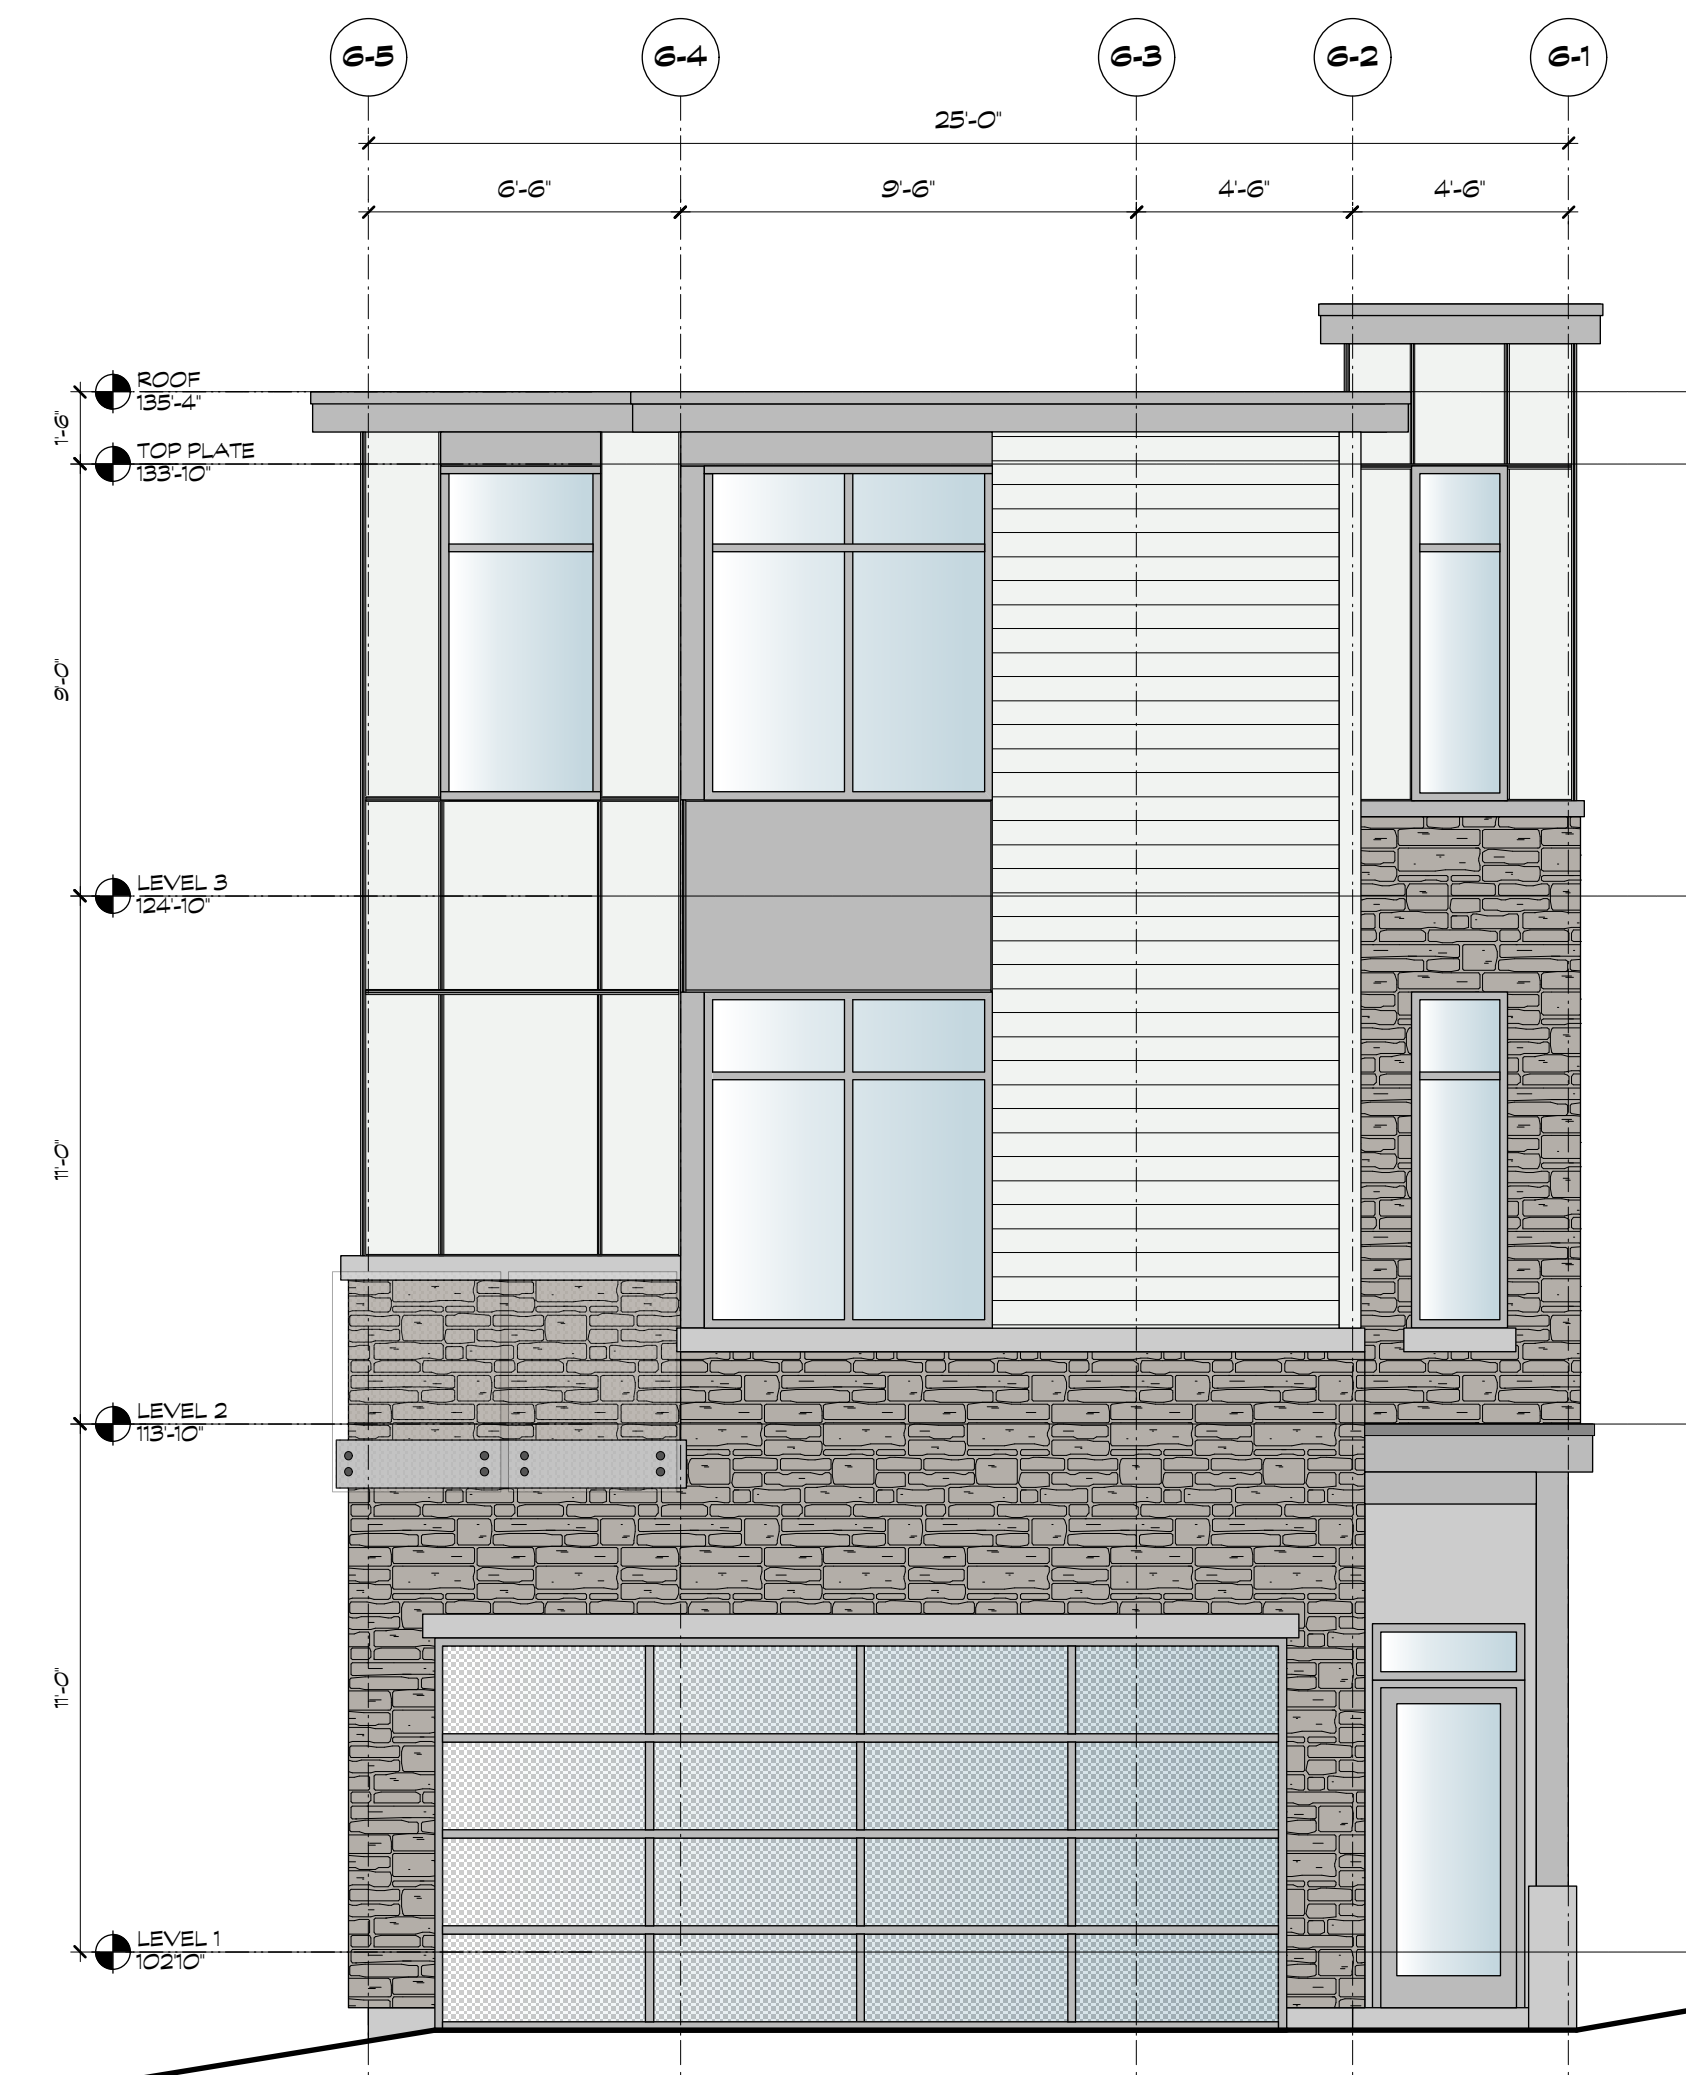 6-5 6-4 6-3 6-2 6-1
25'-0"
6'-6" 9'-6" 4'-6" 4'-6"
ROOF
135'-4"
1'-6"
TOP PLATE
133'-10"
9'-0"
LEVEL 3
124'-10"
11'-0"
LEVEL 2
113'-10"
11'-0"
LEVEL 1
102'10"